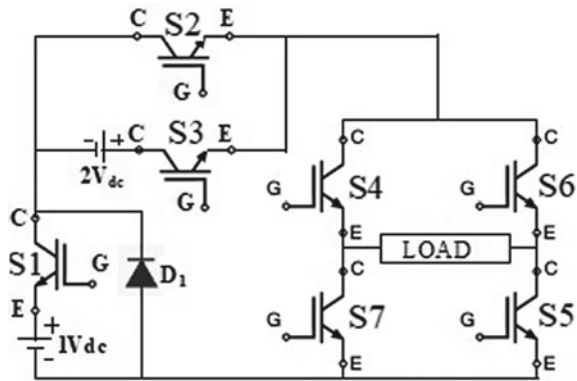 C S2 E
G
- + C S3 E
2Vdc
G
C C
G S4 S6
E E
LOAD
C
S1 G
D1
E
+
1Vdc
-
C C
G S7 G S5
E E